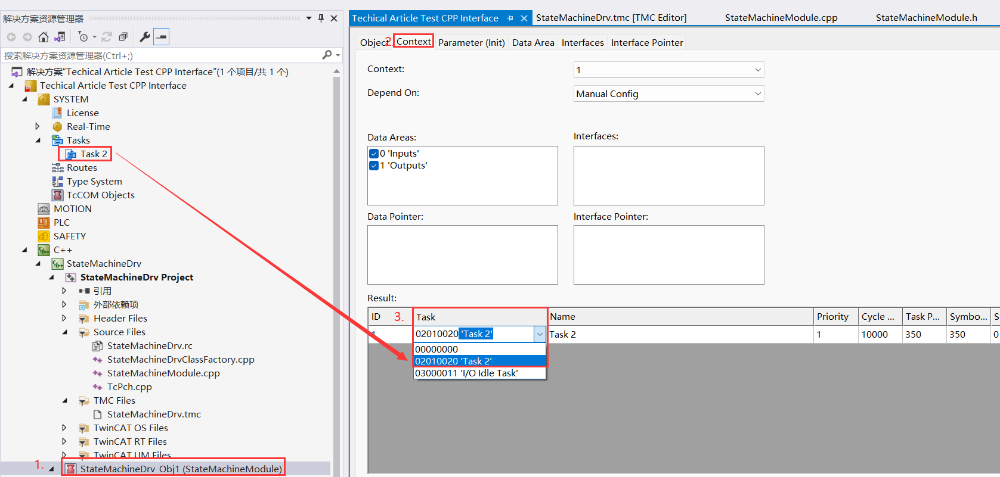 解决方案资源管理器
搜索解决方案资源管理器(Ctrl+;)
解决方案"Techical Article Test CPP Interface"(1 个项目/共 1 个)
Techical Article Test CPP Interface
SYSTEM
License
Real-Time
Tasks
Task 2
Routes
Type System
TcCOM Objects
MOTION
PLC
SAFETY
C++
StateMachineDrv
StateMachineDrv Project
引用
外部依赖项
Header Files
Source Files
StateMachineDrv.rc
StateMachineDrvClassFactory.cpp
StateMachineModule.cpp
TcPch.cpp
TMC Files
StateMachineDrv.tmc
TwinCAT OS Files
TwinCAT RT Files
TwinCAT UM Files
1. StateMachineDrv_Obj1 (StateMachineModule)
Techical Article Test CPP Interface StateMachineDrv.tmc [TMC Editor] StateMachineModule.cpp StateMachineModule.h
Object 2. Context Parameter (Init) Data Area Interfaces Interface Pointer
Context: 1
Depend On: Manual Config
Data Areas: Interfaces:
0 'Inputs'
1 'Outputs'
Data Pointer: Interface Pointer:
Result:
ID 3. Task Name Priority Cycle ... Task P... Symbo... S
1 02010020 'Task 2' Task 2 1 10000 350 350 0
00000000
02010020 'Task 2'
03000011 'I/O Idle Task'